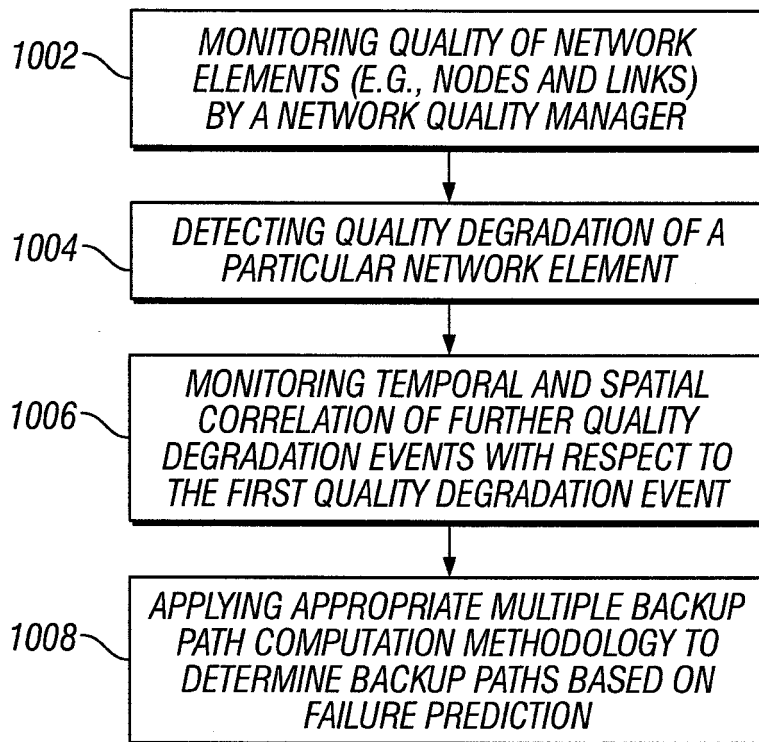 1002
MONITORING QUALITY OF NETWORK
ELEMENTS (E.G., NODES AND LINKS)
BY A NETWORK QUALITY MANAGER
1004
DETECTING QUALITY DEGRADATION OF A
PARTICULAR NETWORK ELEMENT
1006
MONITORING TEMPORAL AND SPATIAL
CORRELATION OF FURTHER QUALITY
DEGRADATION EVENTS WITH RESPECT TO
THE FIRST QUALITY DEGRADATION EVENT
1008
APPLYING APPROPRIATE MULTIPLE BACKUP
PATH COMPUTATION METHODOLOGY TO
DETERMINE BACKUP PATHS BASED ON
FAILURE PREDICTION